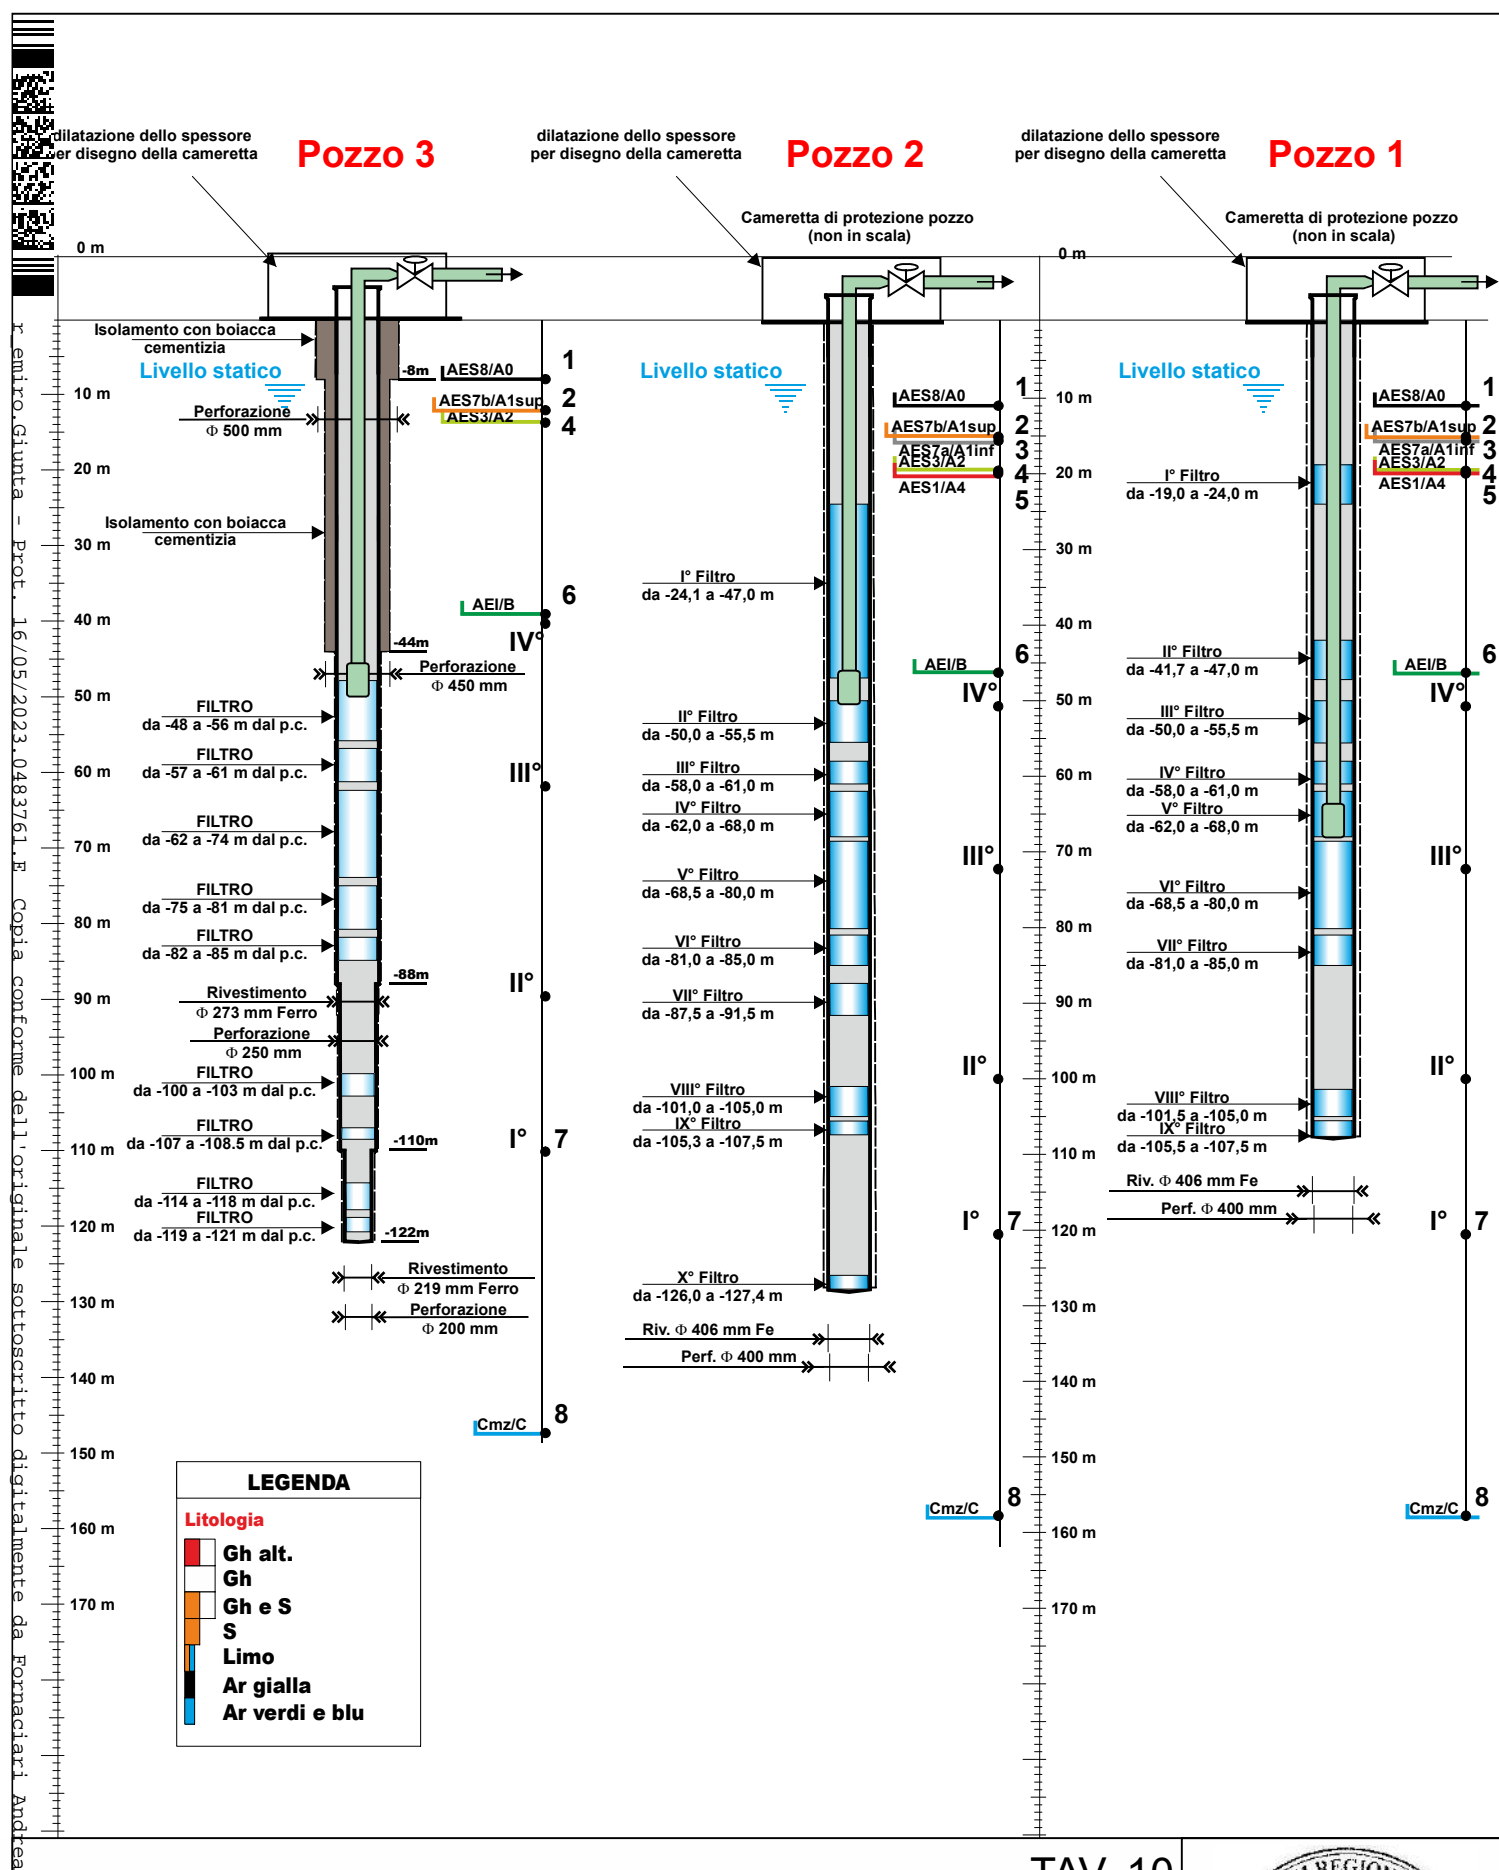 r_emiro.Giunta - Prot. 16/05/2023.0483761.E Copia conforme dell'originale sottoscritto digitalmente da Fornaciari Andrea
dilatazione dello spessore
er disegno della cameretta
Pozzo 3
0 m
Isolamento con boiacca
cementizia
Livello statico
10 m
Perforazione
Φ 500 mm
20 m
Isolamento con boiacca
cementizia
30 m
40 m
-8m
AES8/A0
1
AES7b/A1sup
2
AES3/A2
4
AEI/B
6
IV°
-44m
Perforazione
Φ 450 mm
50 m
FILTRO
da -48 a -56 m dal p.c.
FILTRO
da -57 a -61 m dal p.c.
60 m
III°
FILTRO
da -62 a -74 m dal p.c.
70 m
FILTRO
da -75 a -81 m dal p.c.
80 m
FILTRO
da -82 a -85 m dal p.c.
-88m
II°
90 m
Rivestimento
Φ 273 mm Ferro
Perforazione
Φ 250 mm
100 m
FILTRO
da -100 a -103 m dal p.c.
FILTRO
da -107 a -108.5 m dal p.c.
110 m
-110m
I°
7
FILTRO
da -114 a -118 m dal p.c.
FILTRO
da -119 a -121 m dal p.c.
120 m
-122m
Rivestimento
Φ 219 mm Ferro
130 m
Perforazione
Φ 200 mm
140 m
Cmz/C
8
150 m
160 m
170 m
LEGENDA
Litologia
Gh alt.
Gh
Gh e S
S
Limo
Ar gialla
Ar verdi e blu
dilatazione dello spessore
per disegno della cameretta
Pozzo 2
Cameretta di protezione pozzo
(non in scala)
Livello statico
AES8/A0
1
AES7b/A1sup
2
AES7a/A1inf
3
AES3/A2
4
AES1/A4
5
I° Filtro
da -24,1 a -47,0 m
AEI/B
6
IV°
II° Filtro
da -50,0 a -55,5 m
III° Filtro
da -58,0 a -61,0 m
IV° Filtro
da -62,0 a -68,0 m
III°
V° Filtro
da -68,5 a -80,0 m
VI° Filtro
da -81,0 a -85,0 m
VII° Filtro
da -87,5 a -91,5 m
II°
VIII° Filtro
da -101,0 a -105,0 m
IX° Filtro
da -105,3 a -107,5 m
I°
7
X° Filtro
da -126,0 a -127,4 m
Riv. Φ 406 mm Fe
Perf. Φ 400 mm
Cmz/C
8
dilatazione dello spessore
per disegno della cameretta
Pozzo 1
Cameretta di protezione pozzo
(non in scala)
0 m
Livello statico
10 m
AES8/A0
1
AES7b/A1sup
2
AES7a/A1inf
3
AES3/A2
4
AES1/A4
5
I° Filtro
da -19,0 a -24,0 m
20 m
30 m
40 m
II° Filtro
da -41,7 a -47,0 m
AEI/B
6
IV°
50 m
III° Filtro
da -50,0 a -55,5 m
60 m
IV° Filtro
da -58,0 a -61,0 m
V° Filtro
da -62,0 a -68,0 m
70 m
III°
VI° Filtro
da -68,5 a -80,0 m
80 m
VII° Filtro
da -81,0 a -85,0 m
90 m
100 m
II°
VIII° Filtro
da -101,5 a -105,0 m
IX° Filtro
da -105,5 a -107,5 m
110 m
Riv. Φ 406 mm Fe
Perf. Φ 400 mm
120 m
I°
7
130 m
140 m
150 m
Cmz/C
8
160 m
170 m
TAV. 10